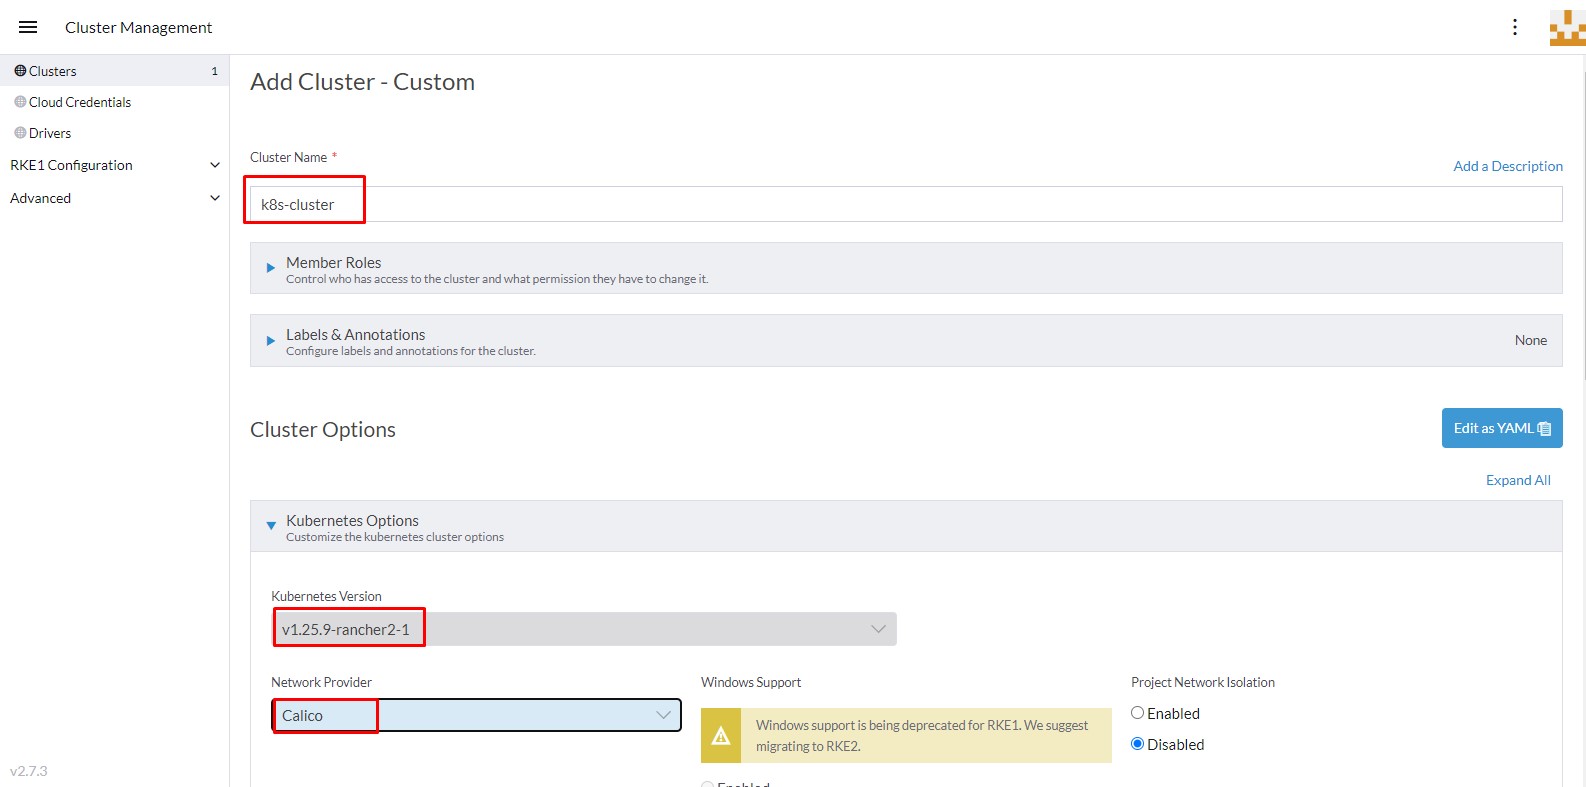 Cluster Management
Clusters 1
Cloud Credentials
Drivers
RKE1 Configuration
Advanced
v2.7.3
Add Cluster - Custom
Cluster Name *
Add a Description
k8s-cluster
Member Roles
Control who has access to the cluster and what permission they have to change it.
Labels & Annotations
Configure labels and annotations for the cluster.
None
Cluster Options
Edit as YAML
Expand All
Kubernetes Options
Customize the kubernetes cluster options
Kubernetes Version
v1.25.9-rancher2-1
Network Provider
Calico
Windows Support
Windows support is being deprecated for RKE1. We suggest
migrating to RKE2.
Enabled
Project Network Isolation
Enabled
Disabled